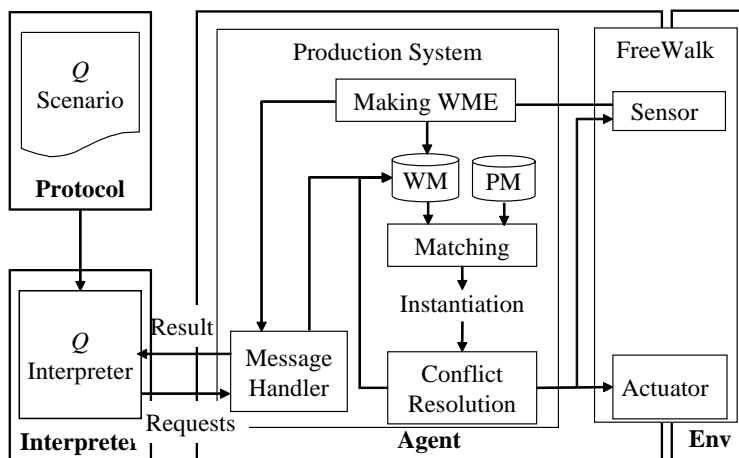 Q
Scenario
Protocol
Production System
FreeWalk
Making WME
Sensor
WM
PM
Matching
Instantiation
Result
Q
Interpreter
Message
Handler
Conflict
Resolution
Actuator
Requests
Interpreter
Agent
Env